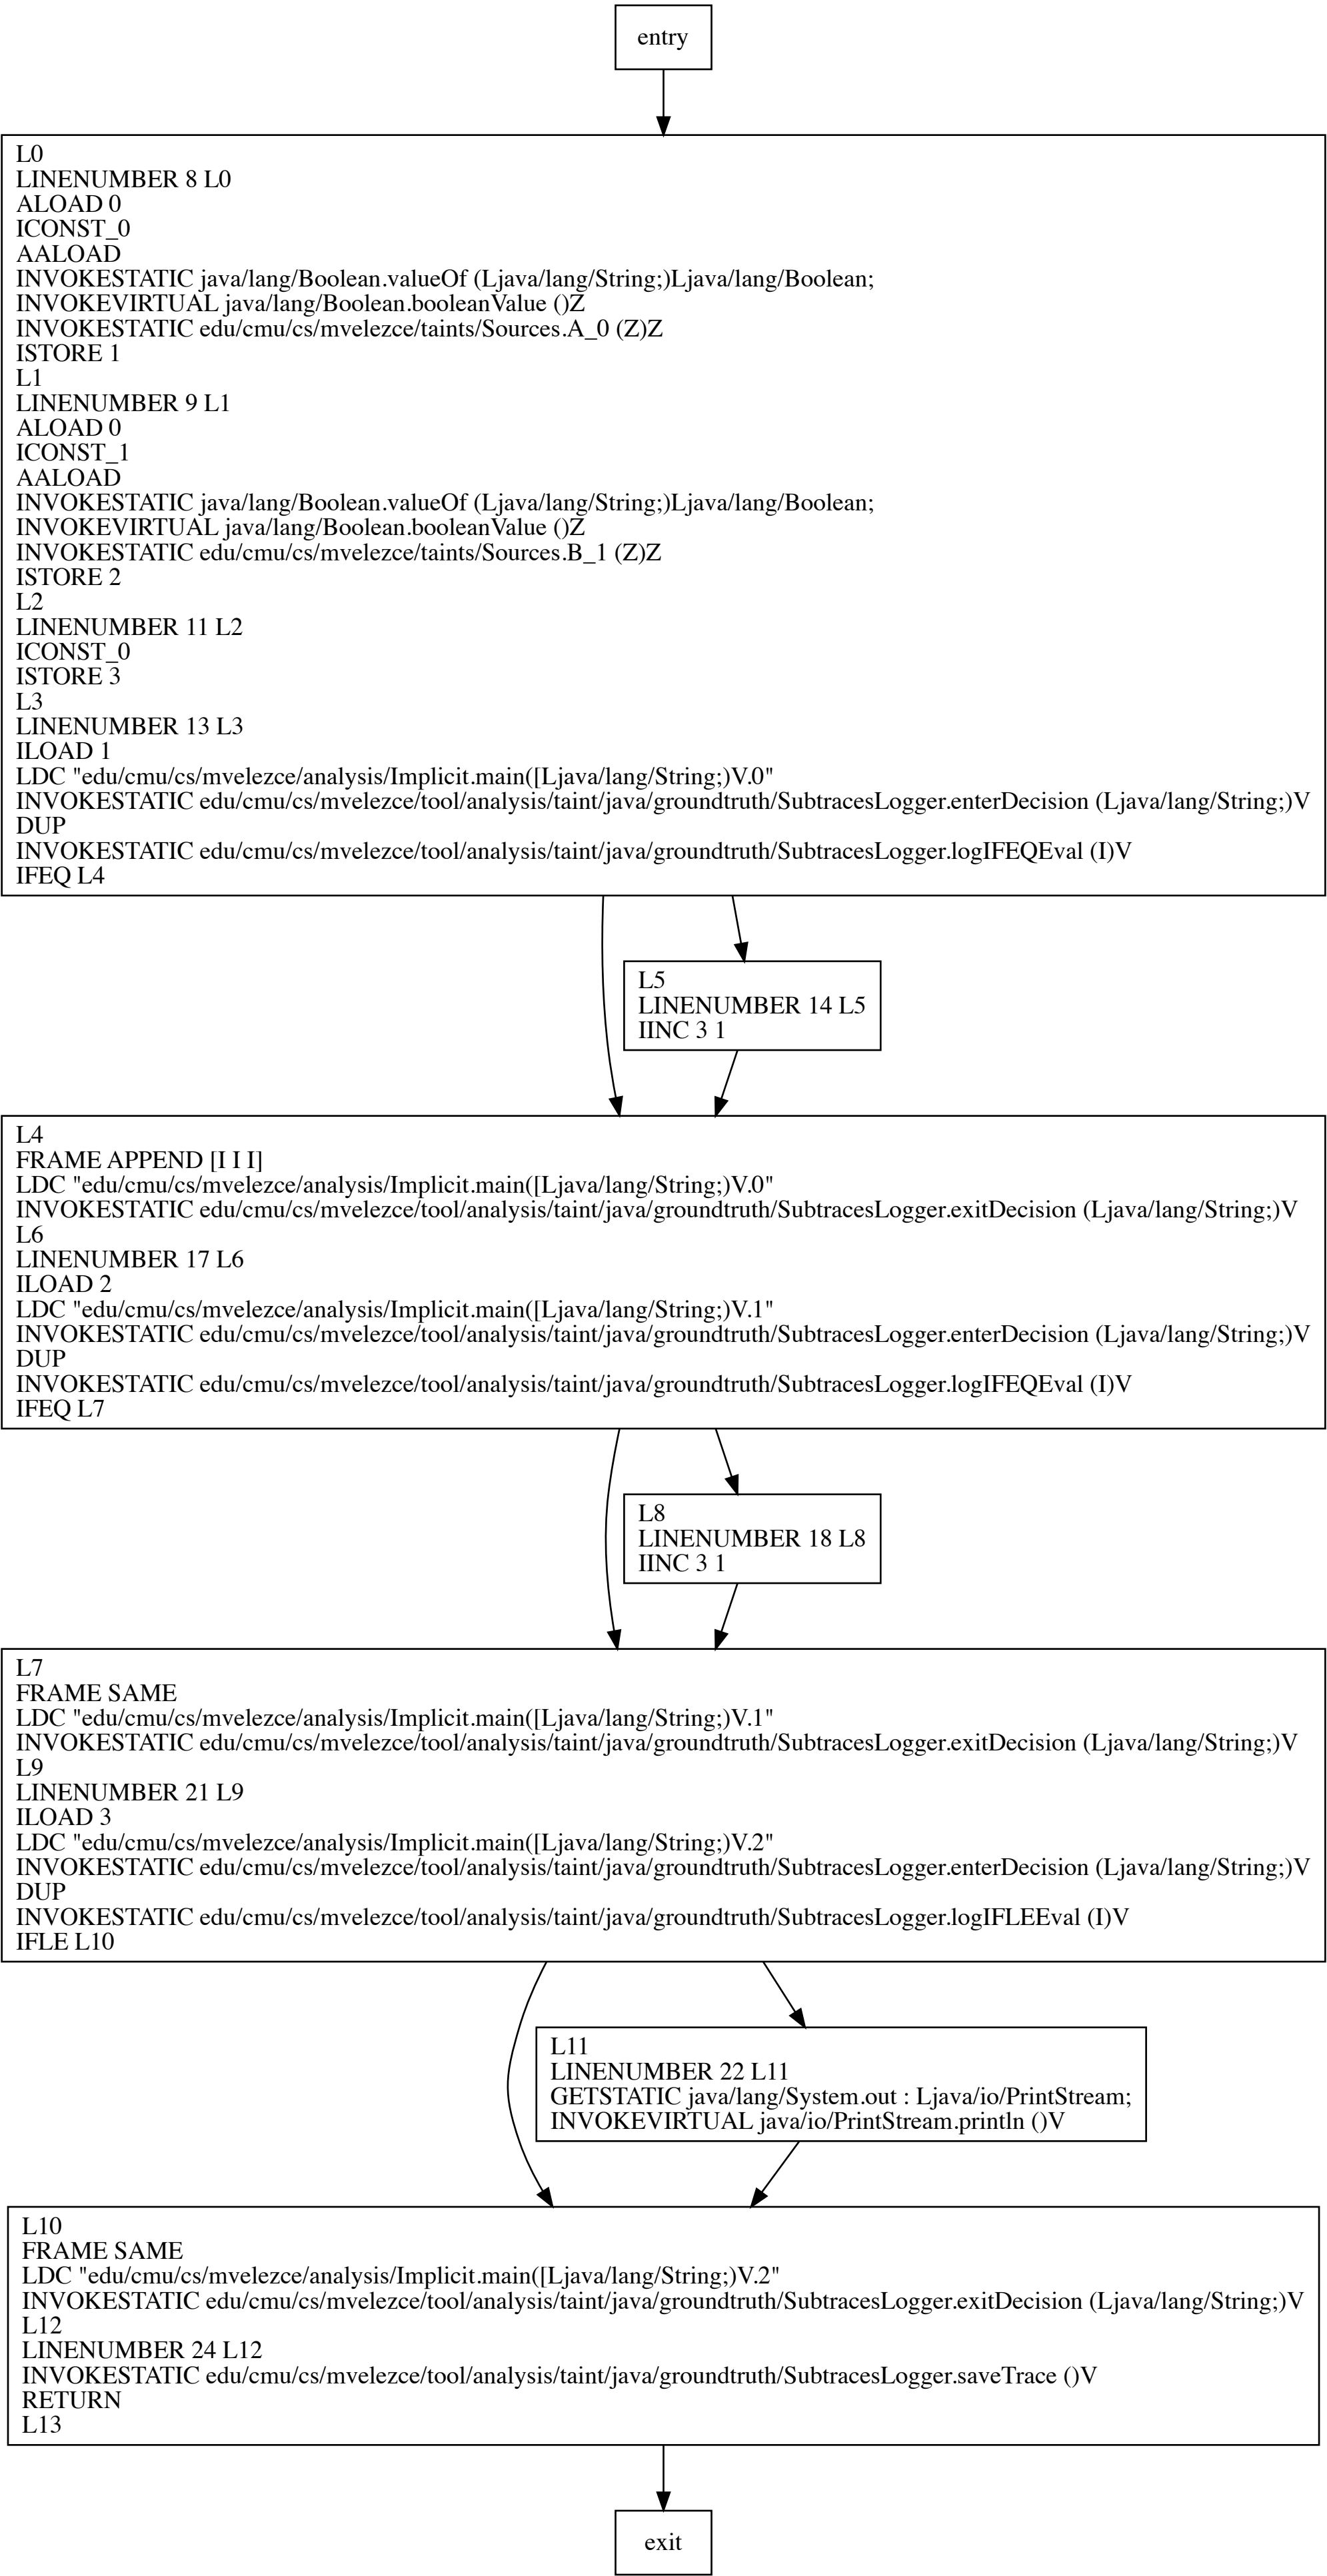 entry
L0
LINENUMBER 8 L0
ALOAD 0
ICONST_0
AALOAD
INVOKESTATIC java/lang/Boolean.valueOf (Ljava/lang/String;)Ljava/lang/Boolean;
INVOKEVIRTUAL java/lang/Boolean.booleanValue ()Z
INVOKESTATIC edu/cmu/cs/mvelezce/taints/Sources.A_0 (Z)Z
ISTORE 1
L1
LINENUMBER 9 L1
ALOAD 0
ICONST_1
AALOAD
INVOKESTATIC java/lang/Boolean.valueOf (Ljava/lang/String;)Ljava/lang/Boolean;
INVOKEVIRTUAL java/lang/Boolean.booleanValue ()Z
INVOKESTATIC edu/cmu/cs/mvelezce/taints/Sources.B_1 (Z)Z
ISTORE 2
L2
LINENUMBER 11 L2
ICONST_0
ISTORE 3
L3
LINENUMBER 13 L3
ILOAD 1
LDC "edu/cmu/cs/mvelezce/analysis/Implicit.main([Ljava/lang/String;)V.0"
INVOKESTATIC edu/cmu/cs/mvelezce/tool/analysis/taint/java/groundtruth/SubtracesLogger.enterDecision (Ljava/lang/String;)V
DUP
INVOKESTATIC edu/cmu/cs/mvelezce/tool/analysis/taint/java/groundtruth/SubtracesLogger.logIFEQEval (I)V
IFEQ L4
L5
LINENUMBER 14 L5
IINC 3 1
L4
FRAME APPEND [I I I]
LDC "edu/cmu/cs/mvelezce/analysis/Implicit.main([Ljava/lang/String;)V.0"
INVOKESTATIC edu/cmu/cs/mvelezce/tool/analysis/taint/java/groundtruth/SubtracesLogger.exitDecision (Ljava/lang/String;)V
L6
LINENUMBER 17 L6
ILOAD 2
LDC "edu/cmu/cs/mvelezce/analysis/Implicit.main([Ljava/lang/String;)V.1"
INVOKESTATIC edu/cmu/cs/mvelezce/tool/analysis/taint/java/groundtruth/SubtracesLogger.enterDecision (Ljava/lang/String;)V
DUP
INVOKESTATIC edu/cmu/cs/mvelezce/tool/analysis/taint/java/groundtruth/SubtracesLogger.logIFEQEval (I)V
IFEQ L7
L8
LINENUMBER 18 L8
IINC 3 1
L7
FRAME SAME
LDC "edu/cmu/cs/mvelezce/analysis/Implicit.main([Ljava/lang/String;)V.1"
INVOKESTATIC edu/cmu/cs/mvelezce/tool/analysis/taint/java/groundtruth/SubtracesLogger.exitDecision (Ljava/lang/String;)V
L9
LINENUMBER 21 L9
ILOAD 3
LDC "edu/cmu/cs/mvelezce/analysis/Implicit.main([Ljava/lang/String;)V.2"
INVOKESTATIC edu/cmu/cs/mvelezce/tool/analysis/taint/java/groundtruth/SubtracesLogger.enterDecision (Ljava/lang/String;)V
DUP
INVOKESTATIC edu/cmu/cs/mvelezce/tool/analysis/taint/java/groundtruth/SubtracesLogger.logIFLEEval (I)V
IFLE L10
L11
LINENUMBER 22 L11
GETSTATIC java/lang/System.out : Ljava/io/PrintStream;
INVOKEVIRTUAL java/io/PrintStream.println ()V
L10
FRAME SAME
LDC "edu/cmu/cs/mvelezce/analysis/Implicit.main([Ljava/lang/String;)V.2"
INVOKESTATIC edu/cmu/cs/mvelezce/tool/analysis/taint/java/groundtruth/SubtracesLogger.exitDecision (Ljava/lang/String;)V
L12
LINENUMBER 24 L12
INVOKESTATIC edu/cmu/cs/mvelezce/tool/analysis/taint/java/groundtruth/SubtracesLogger.saveTrace ()V
RETURN
L13
exit